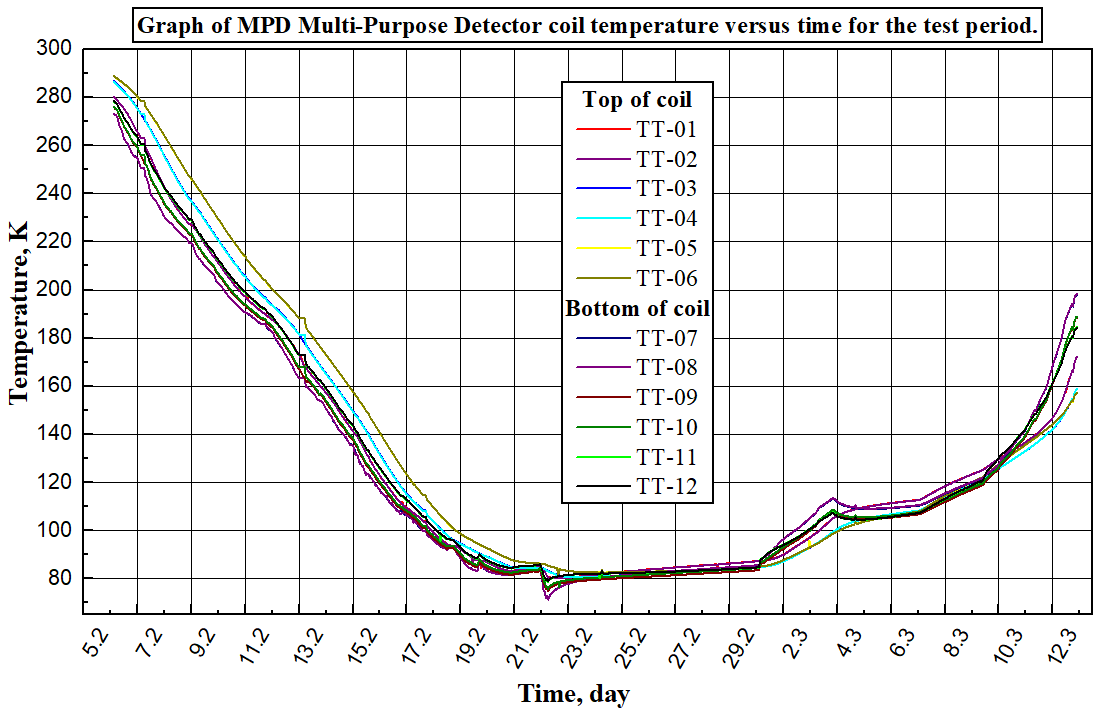 Graph of MPD Multi-Purpose Detector coil temperature versus time for the test period.
300
280
260
240
220
200
180
160
140
120
100
80
Temperature, K
Top of coil
TT-01
TT-02
TT-03
TT-04
TT-05
TT-06
Bottom of coil
TT-07
TT-08
TT-09
TT-10
TT-11
TT-12
5.2 7.2 9.2 11.2 13.2 15.2 17.2 19.2 21.2 23.2 25.2 27.2 29.2 2.3 4.3 6.3 8.3 10.3 12.3
Time, day